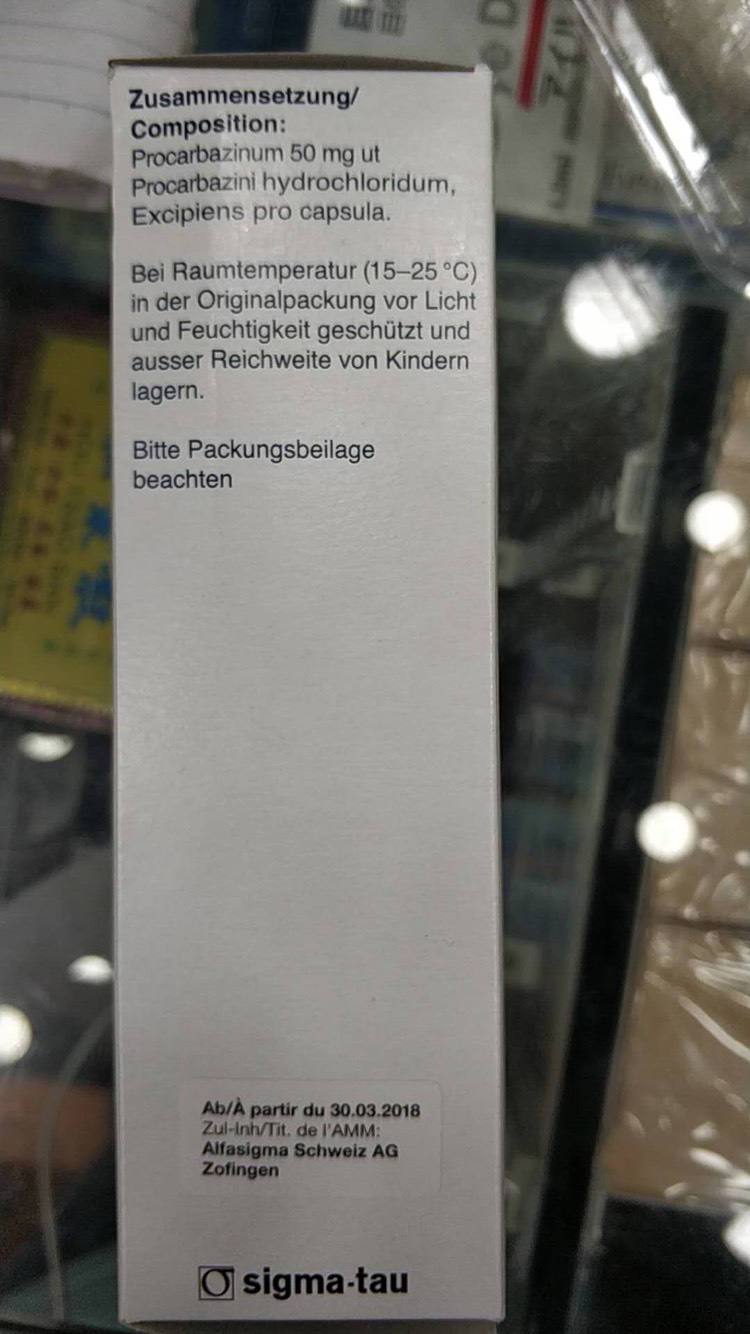 Zusammensetzung/
Composition:
Procarbazinum 50 mg ut
Procarbazini hydrochloridum,
Excipiens pro capsula.
Bei Raumtemperatur (15–25 °C)
in der Originalpackung vor Licht
und Feuchtigkeit geschützt und
ausser Reichweite von Kindern
lagern.
Bitte Packungsbeilage
beachten
Ab/À partir du 30.03.2018
Zul-Inh/Tit. de l'AMM:
Alfasigma Schweiz AG
Zofingen
sigma-tau